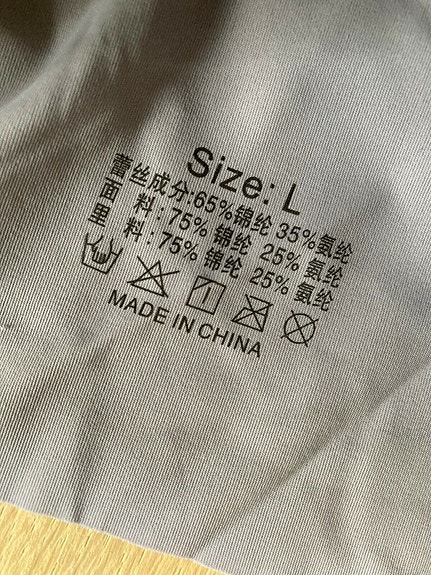 Size: L
蕾丝成分:65%锦纶 35%氨纶
面 料:75% 锦纶 25% 氨纶
里 料:75% 锦纶 25% 氨纶
MADE IN CHINA